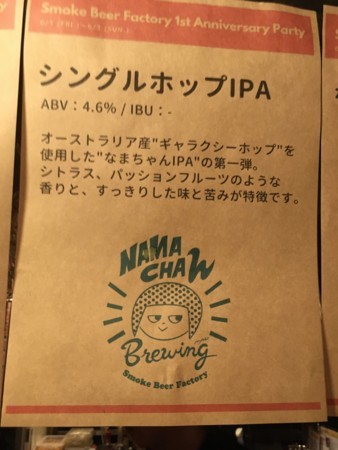 Smoke Beer Factory 1st Anniversary Party
シングルホップIPA
ABV：4.6% / IBU：-
オーストラリア産"ギャラクシーホップ"を
使用した"なまちゃんIPA"の第一弾。
シトラス、パッションフルーツのような
香りと、すっきりした味と苦みが特徴です。
NAMA
CHAN
Brewing
Smoke Beer Factory